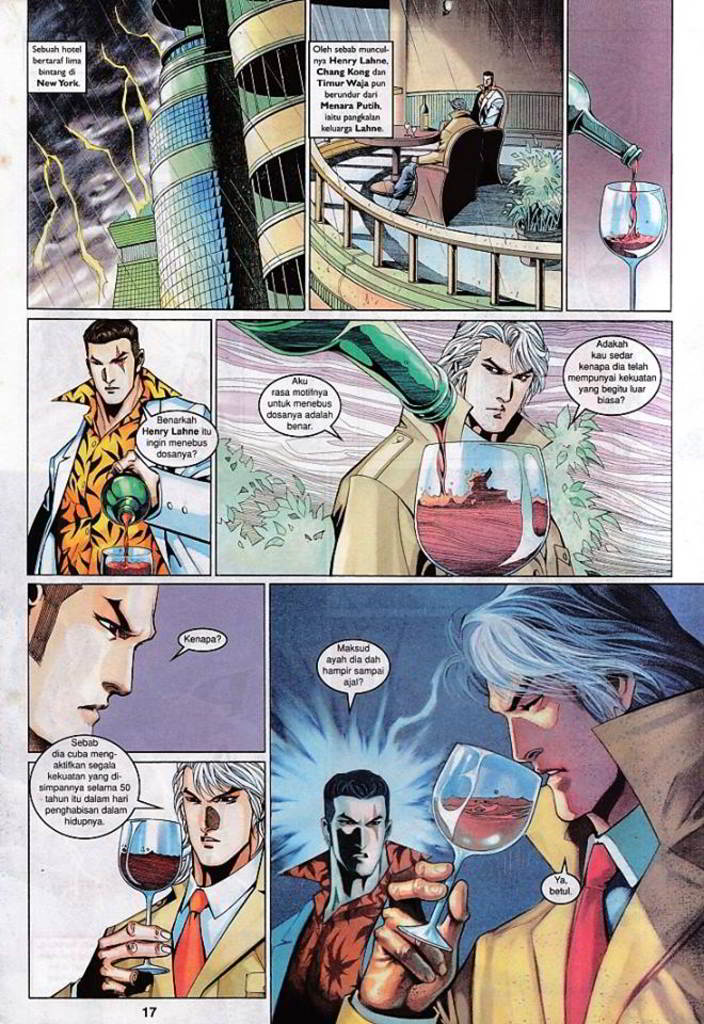 Sebuah hotel
bertaraf lima
bintang di
New York.
Oleh sebab muncul-
nya Henry Lahne,
Chang Kong dan
Timur Waja pun
berundur dari
Menara Putih,
iaitu pangkalan
keluarga Lahne.
Benarkah
Henry Lahne itu
ingin menebus
dosanya?
Aku
rasa motifnya
untuk menebus
dosanya adalah
benar.
Adakah
kau sedar
kenapa dia telah
mempunyai kekuatan
yang begitu luar
biasa?
Kenapa?
Sebab
dia cuba meng-
aktifkan segala
kekuatan yang di-
simpannya selama 50
tahun itu dalam hari
penghabisan dalam
hidupnya.
Maksud
ayah dia dah
hampir sampai
ajal?
Ya,
betul.
17